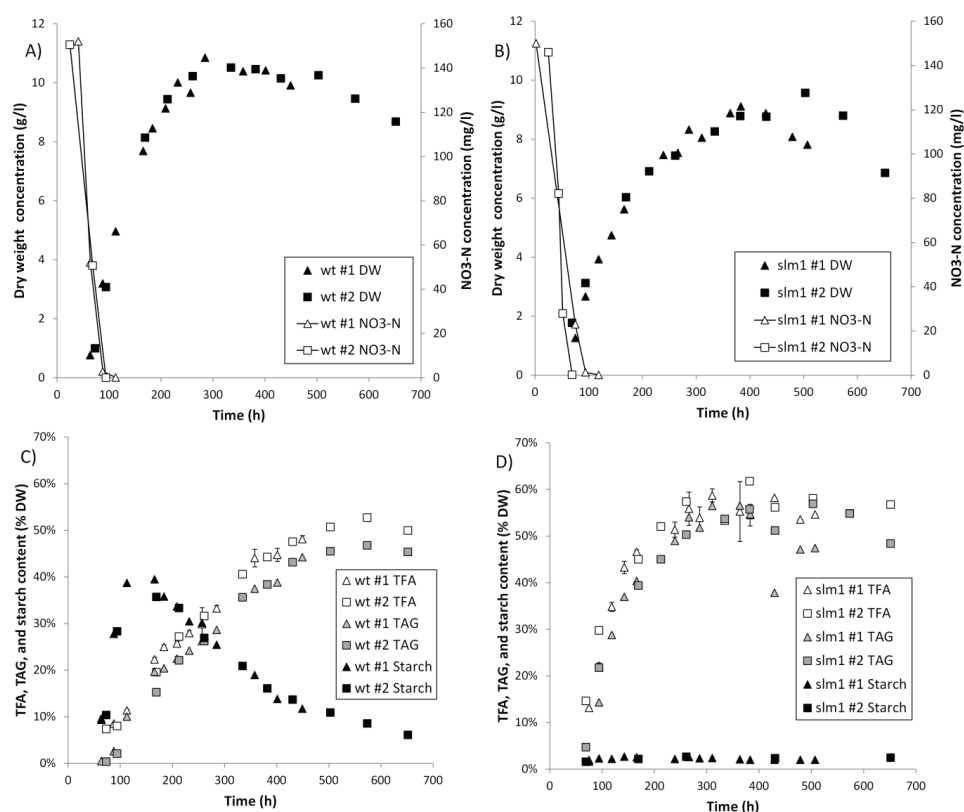 A)
Dry weight concentration (g/l)
12
10
8
6
4
2
0
160
140
120
100
80
60
40
20
0
NO3-N concentration (mg/l)
wt #1 DW
wt #2 DW
wt #1 NO3-N
wt #2 NO3-N
0 100 200 300 400 500 600 700
Time (h)
B)
Dry weight concentration (g/l)
12
10
8
6
4
2
0
160
140
120
100
80
60
40
20
0
NO3-N concentration (mg/l)
slm1 #1 DW
slm1 #2 DW
slm1 #1 NO3-N
slm1 #2 NO3-N
0 100 200 300 400 500 600 700
Time (h)
C)
TFA, TAG, and starch content (% DW)
70%
60%
50%
40%
30%
20%
10%
0%
wt #1 TFA
wt #2 TFA
wt #1 TAG
wt #2 TAG
wt #1 Starch
wt #2 Starch
0 100 200 300 400 500 600 700
Time (h)
D)
TFA, TAG, and starch content (% DW)
70%
60%
50%
40%
30%
20%
10%
0%
slm1 #1 TFA
slm1 #2 TFA
slm1 #1 TAG
slm1 #2 TAG
slm1 #1 Starch
slm1 #2 Starch
0 100 200 300 400 500 600 700
Time (h)